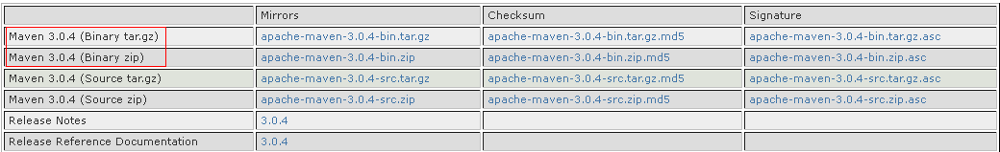 Mirrors Checksum Signature
Maven 3.0.4 (Binary tar.gz) apache-maven-3.0.4-bin.tar.gz apache-maven-3.0.4-bin.tar.gz.md5 apache-maven-3.0.4-bin.tar.gz.asc
Maven 3.0.4 (Binary zip) apache-maven-3.0.4-bin.zip apache-maven-3.0.4-bin.zip.md5 apache-maven-3.0.4-bin.zip.asc
Maven 3.0.4 (Source tar.gz) apache-maven-3.0.4-src.tar.gz apache-maven-3.0.4-src.tar.gz.md5 apache-maven-3.0.4-src.tar.gz.asc
Maven 3.0.4 (Source zip) apache-maven-3.0.4-src.zip apache-maven-3.0.4-src.zip.md5 apache-maven-3.0.4-src.zip.asc
Release Notes 3.0.4
Release Reference Documentation 3.0.4